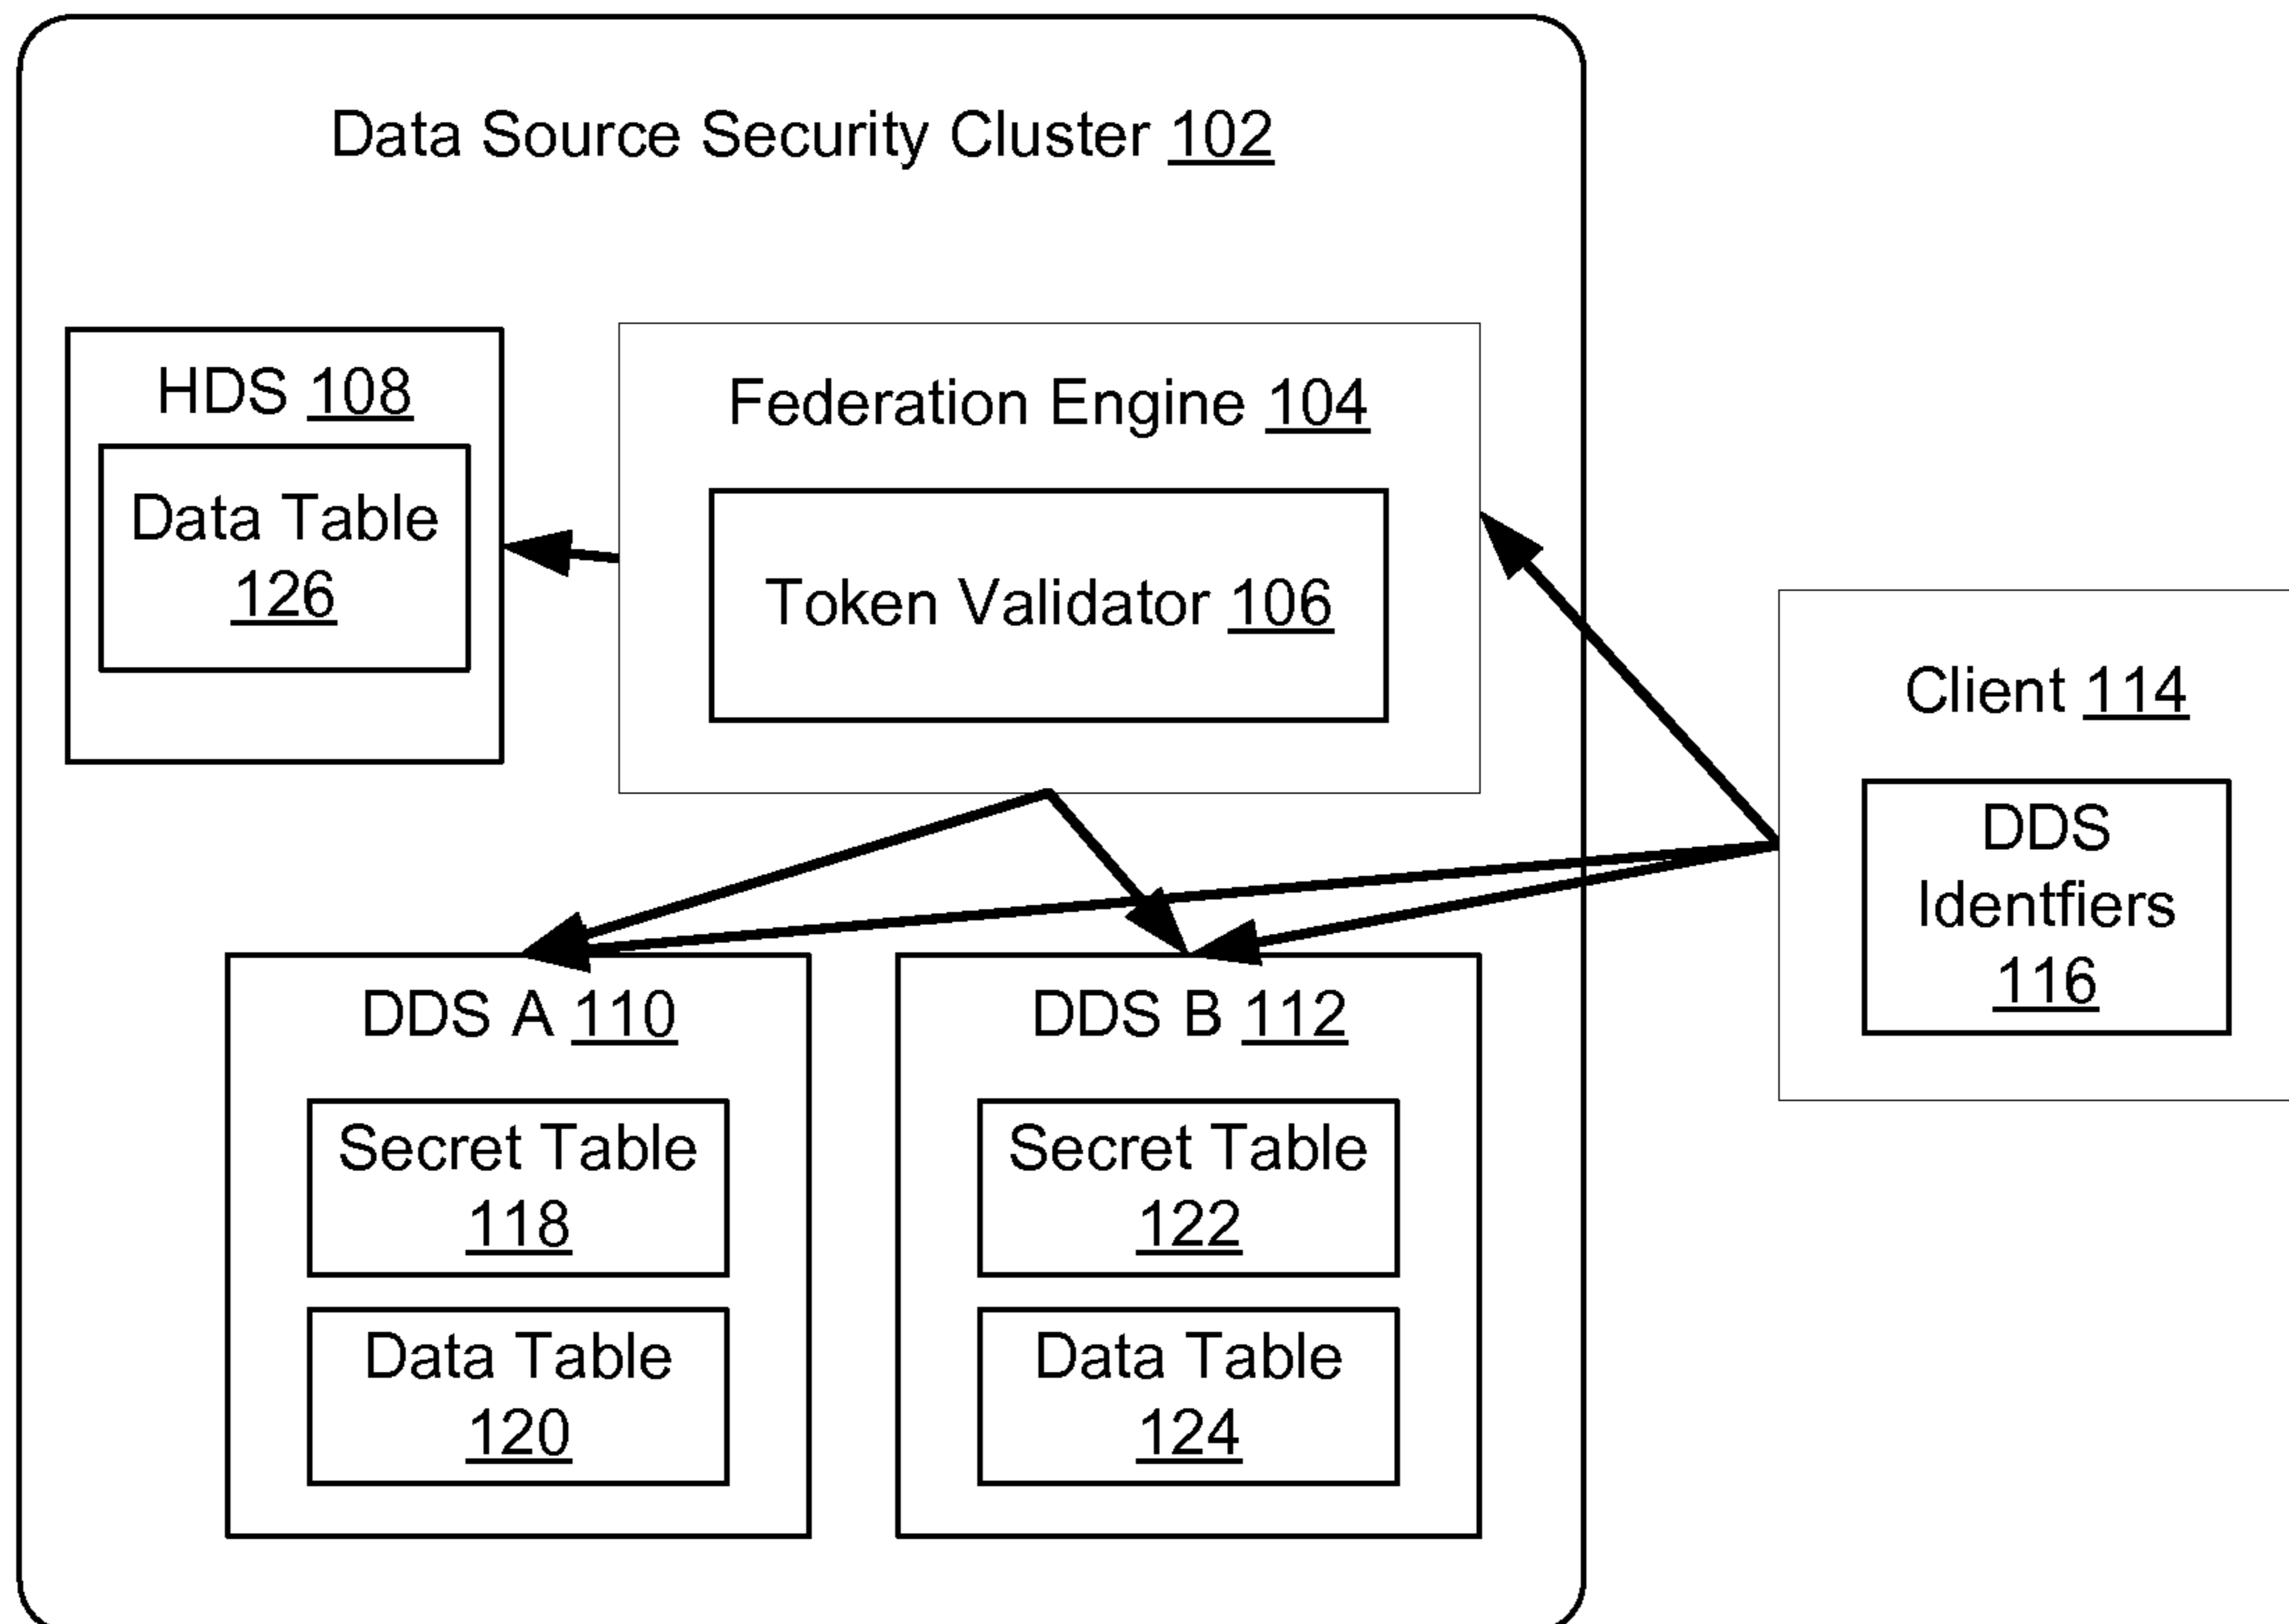 Data Source Security Cluster 102
HDS 108
Data Table
126
Federation Engine 104
Token Validator 106
Client 114
DDS
Identfiers
116
DDS A 110
Secret Table
118
Data Table
120
DDS B 112
Secret Table
122
Data Table
124